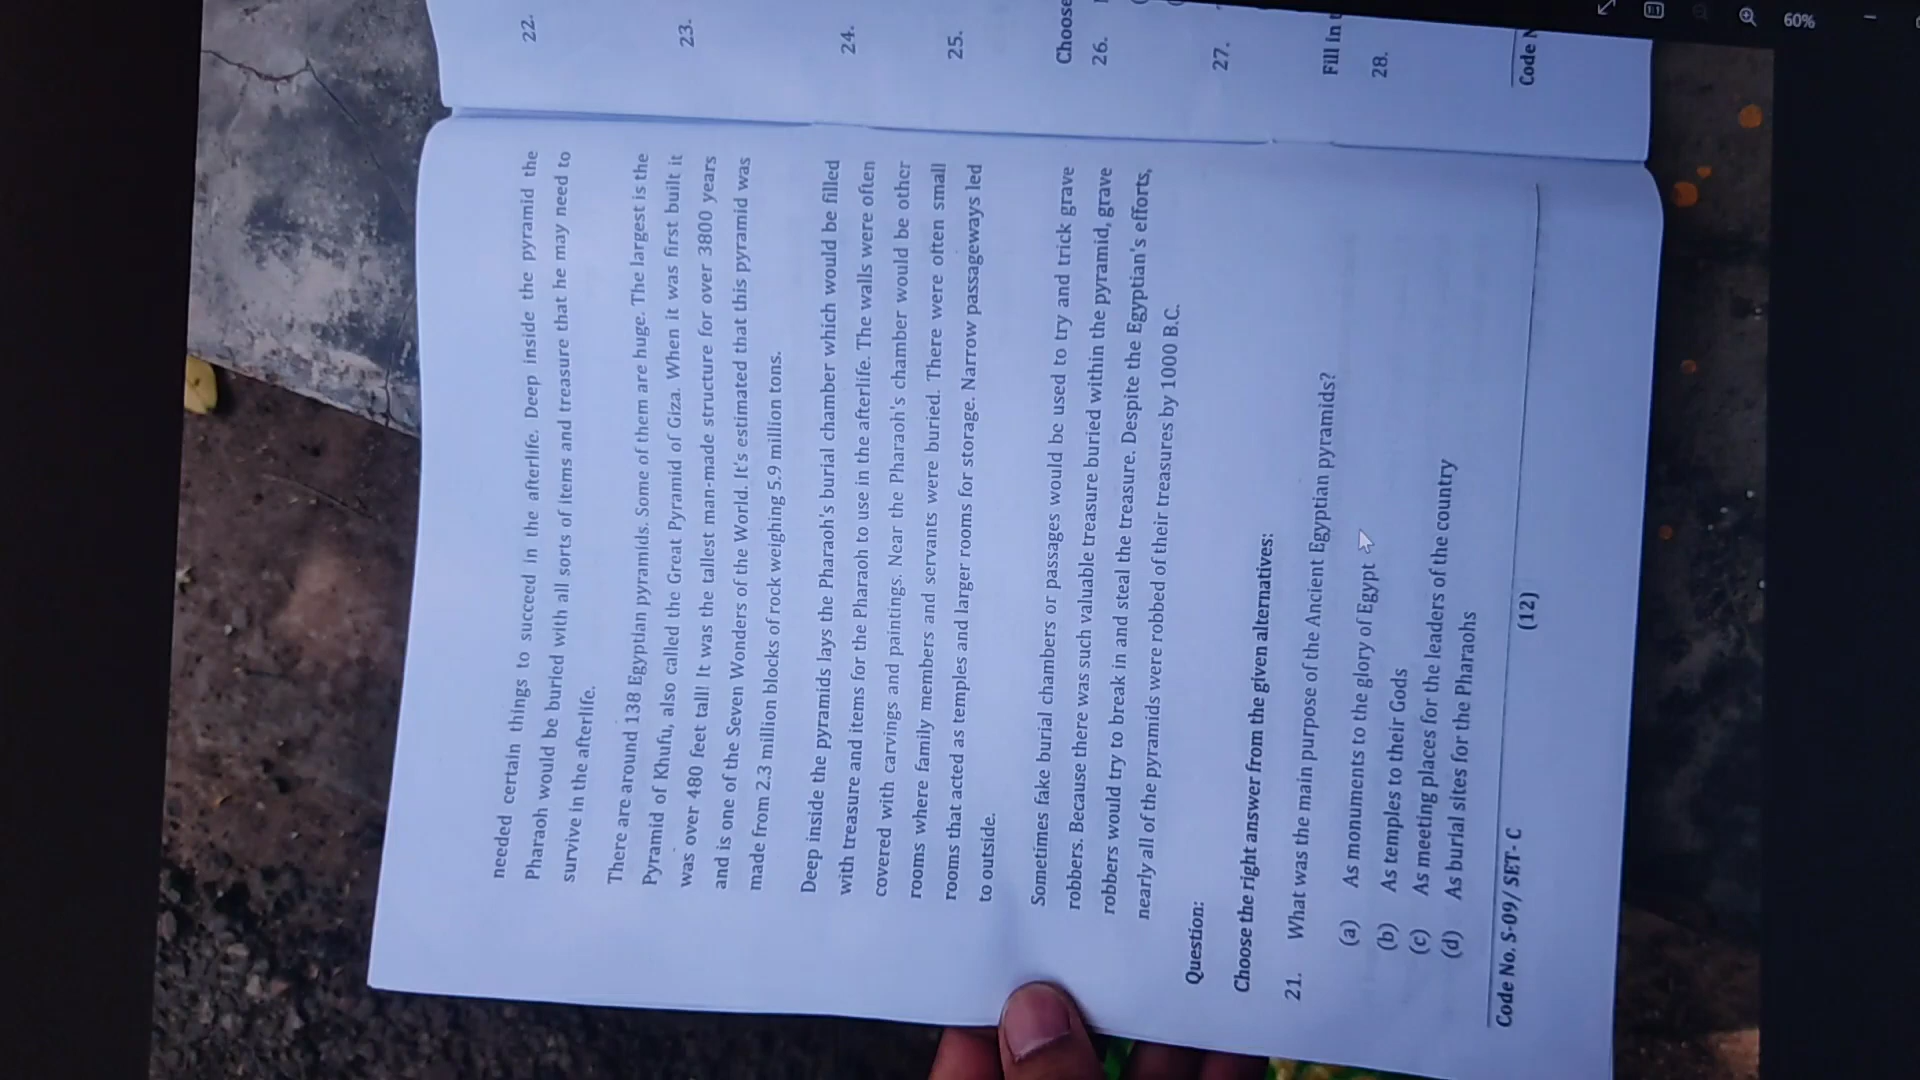 needed certain things to succeed in the afterlife. Deep inside the pyramid the
Pharaoh would be buried with all sorts of items and treasure that he may need to
survive in the afterlife.
There are around 138 Egyptian pyramids. Some of them are huge. The largest is the
Pyramid of Khufu, also called the Great Pyramid of Giza. When it was first built it
was over 480 feet tall! It was the tallest man-made structure for over 3800 years
and is one of the Seven Wonders of the World. It's estimated that this pyramid was
made from 2.3 million blocks of rock weighing 5.9 million tons.
Deep inside the pyramids lays the Pharaoh's burial chamber which would be filled
with treasure and items for the Pharaoh to use in the afterlife. The walls were often
covered with carvings and paintings. Near the Pharaoh's chamber would be other
rooms where family members and servants were buried. There were often small
rooms that acted as temples and larger rooms for storage. Narrow passageways led
to outside.
Sometimes fake burial chambers or passages would be used to try and trick grave
robbers. Because there was such valuable treasure buried within the pyramid, grave
robbers would try to break in and steal the treasure. Despite the Egyptian's efforts,
nearly all of the pyramids were robbed of their treasures by 1000 B.C.
Question:
Choose the right answer from the given alternatives:
21. What was the main purpose of the Ancient Egyptian pyramids?
(a) As monuments to the glory of Egypt
(b) As temples to their Gods
(c) As meeting places for the leaders of the country
(d) As burial sites for the Pharaohs
Code No. S-09/ SET- C (12)
22.
23.
24.
25.
Choose
26.
27.
Fill in
28.
Code
60%